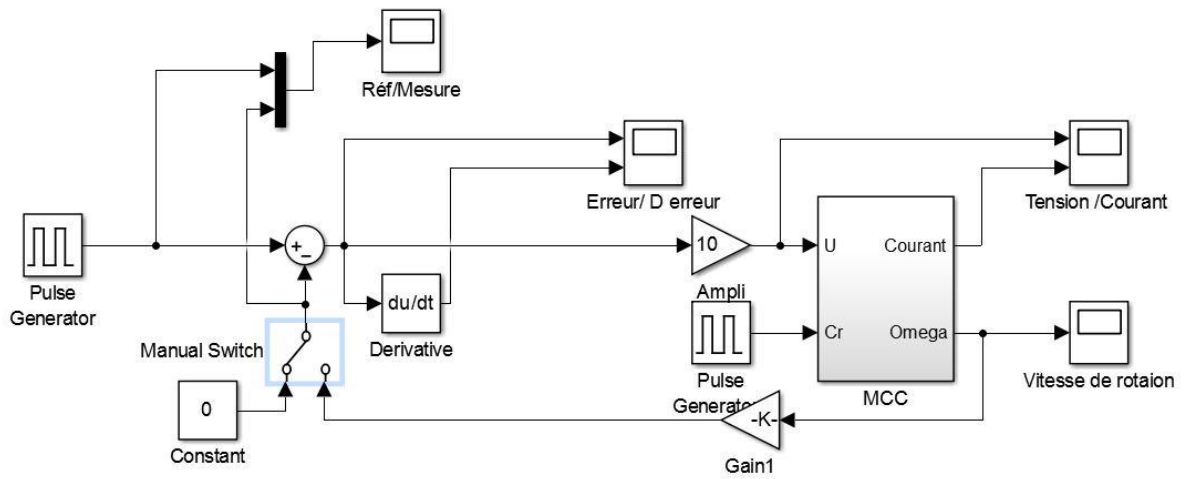 Réf/Mesure
Erreur/ D erreur
Tension /Courant
+
−
10
U
Courant
Pulse
Generator
du/dt
Ampli
Cr
Omega
Manual Switch
Derivative
Pulse
Generator
MCC
Vitesse de rotaion
0
-K-
Constant
Gain1